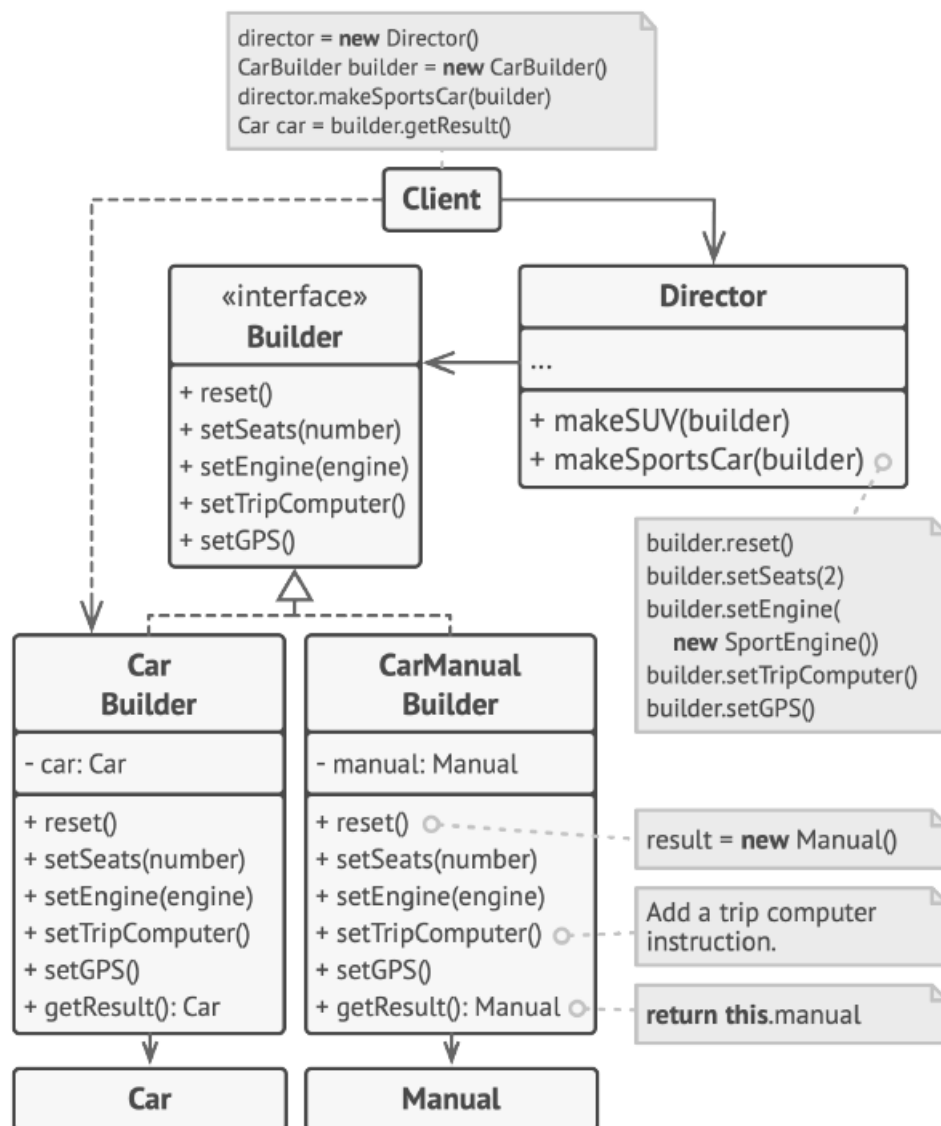 director = new Director()
CarBuilder builder = new CarBuilder()
director.makeSportsCar(builder)
Car car = builder.getResult()
Client
«interface»
Builder
+ reset()
+ setSeats(number)
+ setEngine(engine)
+ setTripComputer()
+ setGPS()
Director
...
+ makeSUV(builder)
+ makeSportsCar(builder)
builder.reset()
builder.setSeats(2)
builder.setEngine(
new SportEngine())
builder.setTripComputer()
builder.setGPS()
Car
Builder
- car: Car
+ reset()
+ setSeats(number)
+ setEngine(engine)
+ setTripComputer()
+ setGPS()
+ getResult(): Car
CarManual
Builder
- manual: Manual
+ reset()
+ setSeats(number)
+ setEngine(engine)
+ setTripComputer()
+ setGPS()
+ getResult(): Manual
result = new Manual()
Add a trip computer
instruction.
return this.manual
Car
Manual